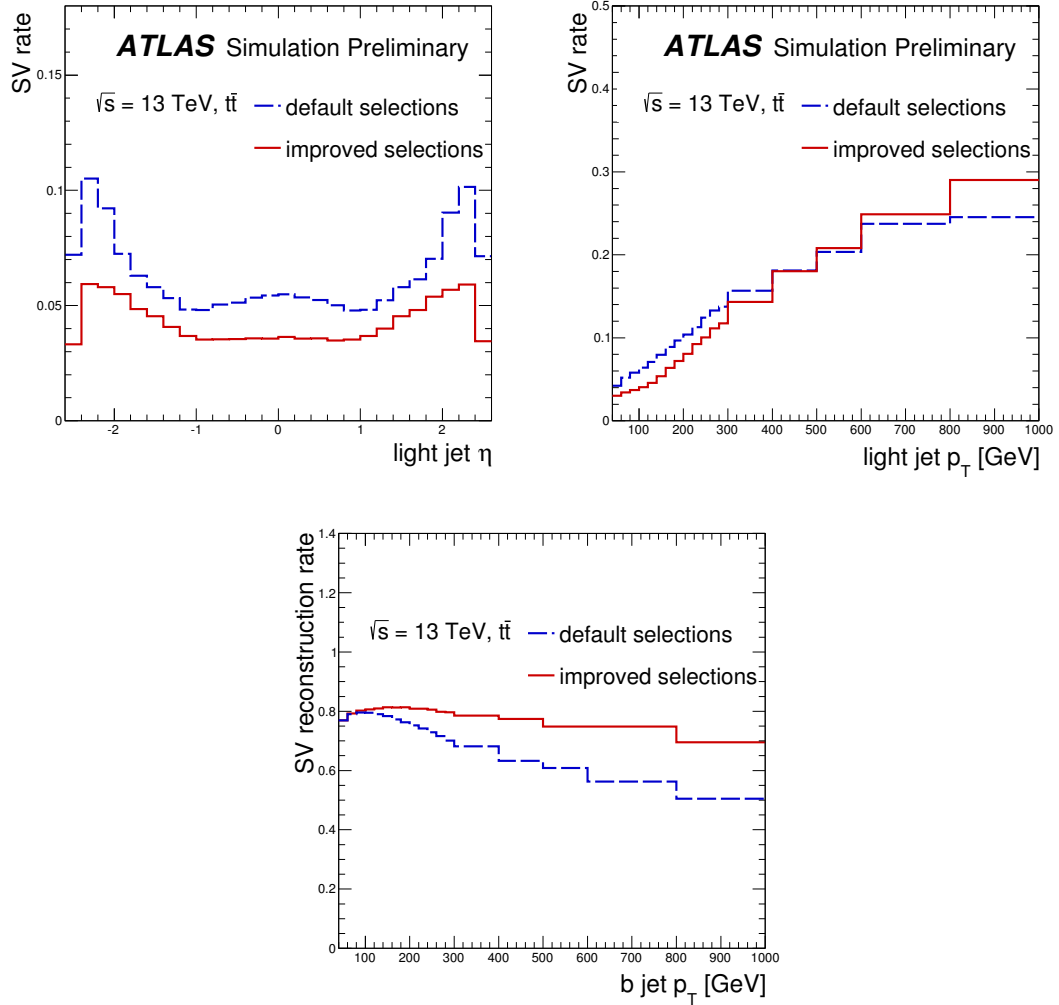 SV rate
ATLAS Simulation Preliminary
√s = 13 TeV, tt̄
default selections
improved selections
0.15
0.1
0.05
0
-2 -1 0 1 2
light jet η
SV rate
ATLAS Simulation Preliminary
√s = 13 TeV, tt̄
default selections
improved selections
0.5
0.4
0.3
0.2
0.1
0
100 200 300 400 500 600 700 800 900 1000
light jet p_T [GeV]
SV reconstruction rate
√s = 13 TeV, tt̄
default selections
improved selections
1.4
1.2
1
0.8
0.6
0.4
0.2
0
100 200 300 400 500 600 700 800 900 1000
b jet p_T [GeV]